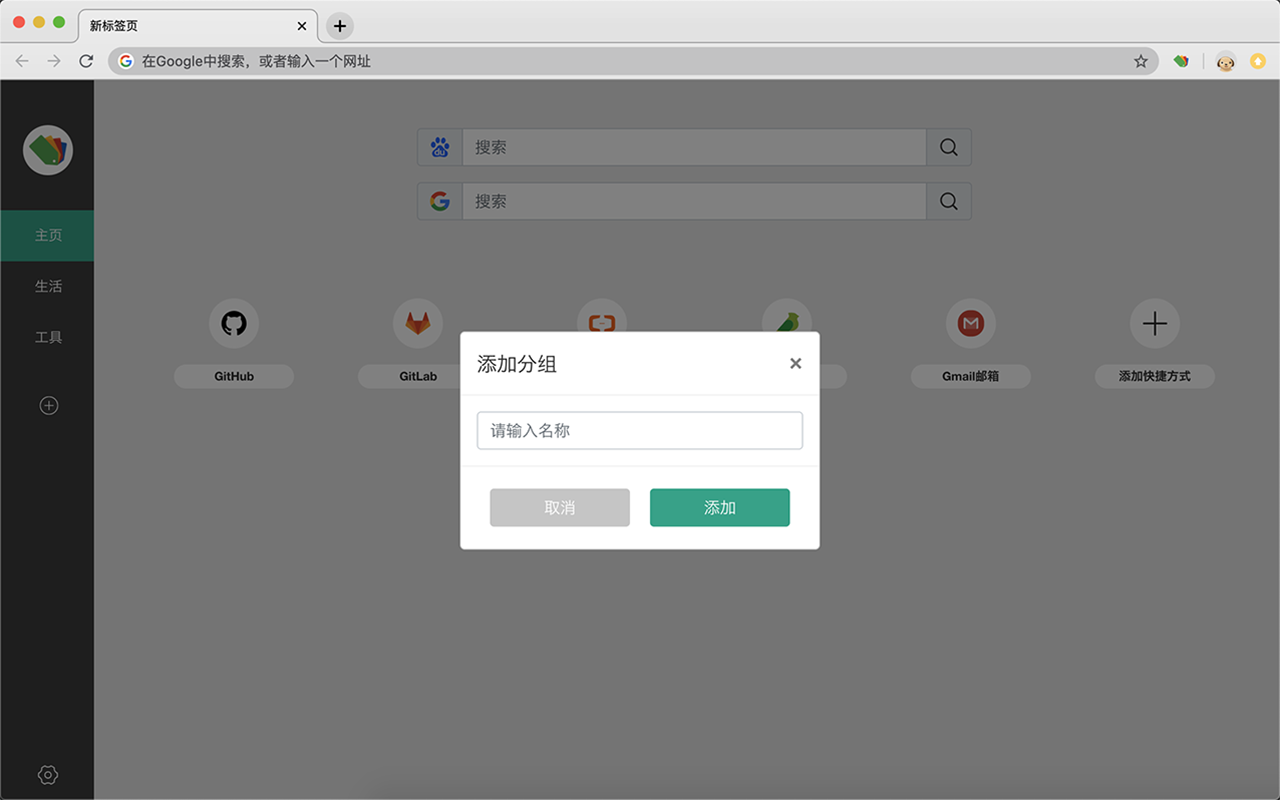 新标签页
在Google中搜索，或者输入一个网址
搜索
搜索
主页
生活
工具
GitHub
GitLab
Gmail邮箱
添加快捷方式
添加分组
请输入名称
取消
添加